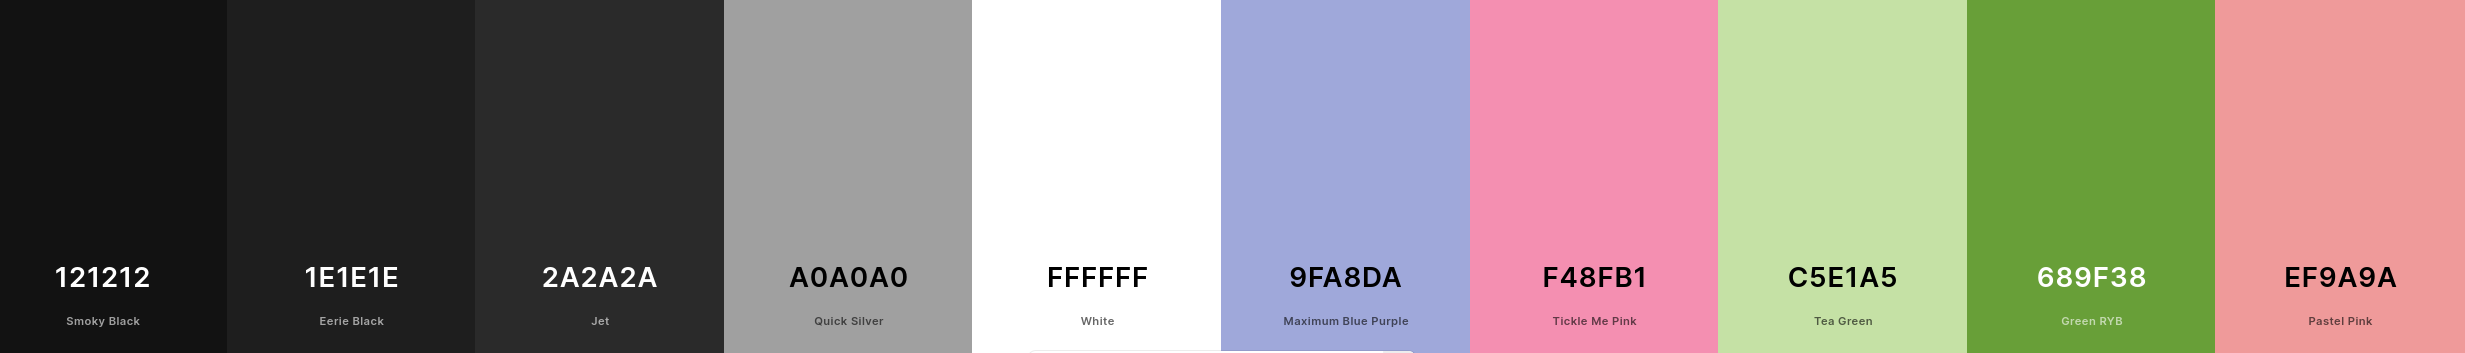 121212 1E1E1E 2A2A2A A0A0A0 FFFFFF 9FA8DA F48FB1 C5E1A5 689F38 EF9A9A
Smoky Black Eerie Black Jet Quick Silver White Maximum Blue Purple Tickle Me Pink Tea Green Green RYB Pastel Pink